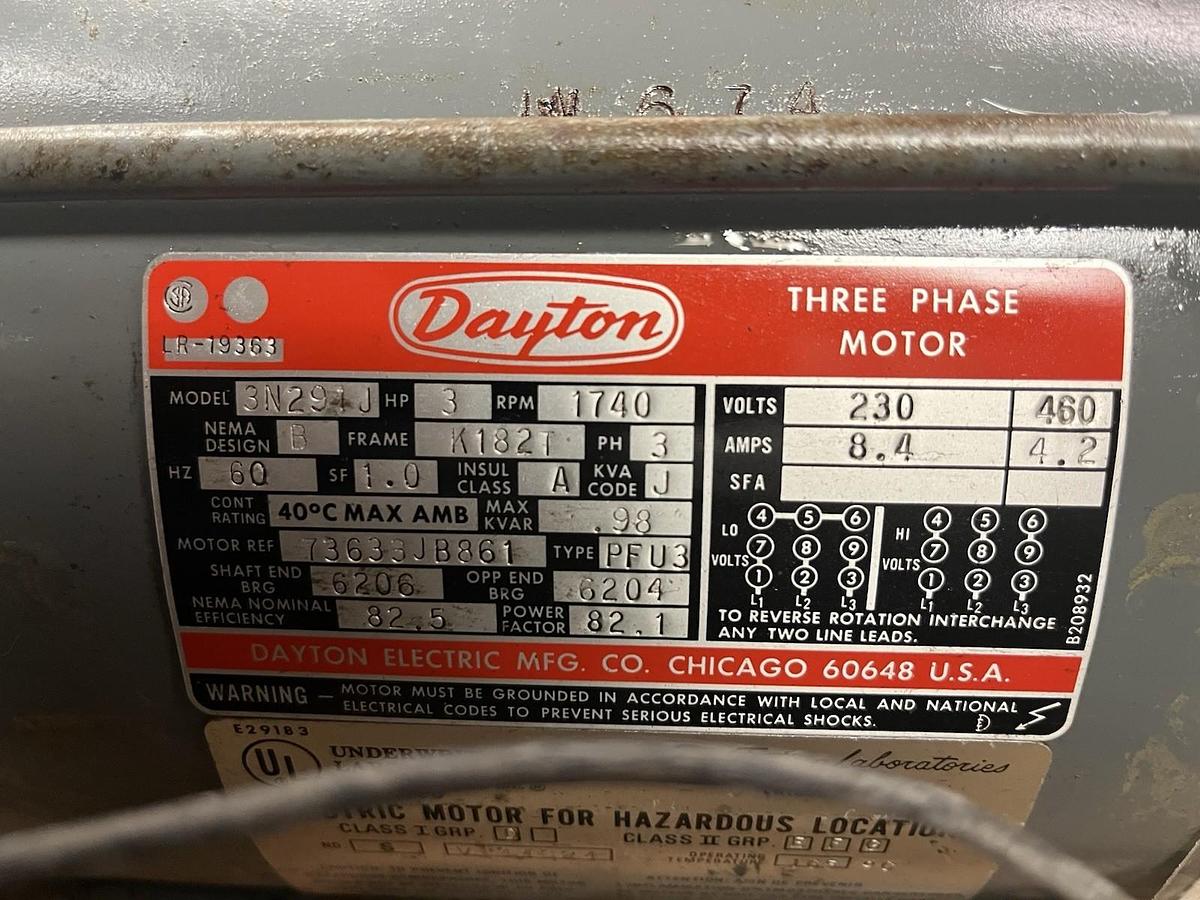 674
LR-19363
Dayton
THREE PHASE
MOTOR
MODEL 3N291J HP 3 RPM 1740
NEMA DESIGN B FRAME K182T PH 3
HZ 60 SF 1.0 INSUL CLASS A KVA CODE J
CONT RATING 40°C MAX AMB MAX KVAR .98
MOTOR REF 73633JB861 TYPE PFU3
SHAFT END BRG 6206 OPP END BRG 6204
NEMA NOMINAL EFFICIENCY 82.5 POWER FACTOR 82.1
VOLTS 230 460
AMPS 8.4 4.2
SFA
LO VOLTS
4 5 6
7 8 9
1 2 3
L1 L2 L3
HI VOLTS
4 5 6
7 8 9
1 2 3
L1 L2 L3
TO REVERSE ROTATION INTERCHANGE
ANY TWO LINE LEADS.
B208932
DAYTON ELECTRIC MFG. CO. CHICAGO 60648 U.S.A.
WARNING – MOTOR MUST BE GROUNDED IN ACCORDANCE WITH LOCAL AND NATIONAL
ELECTRICAL CODES TO PREVENT SERIOUS ELECTRICAL SHOCKS.
E29183
UL
laboratories
MOTOR FOR HAZARDOUS
CLASS I GRP. D CLASS II GRP.
NO S
OPERATING
TEMPERATURE